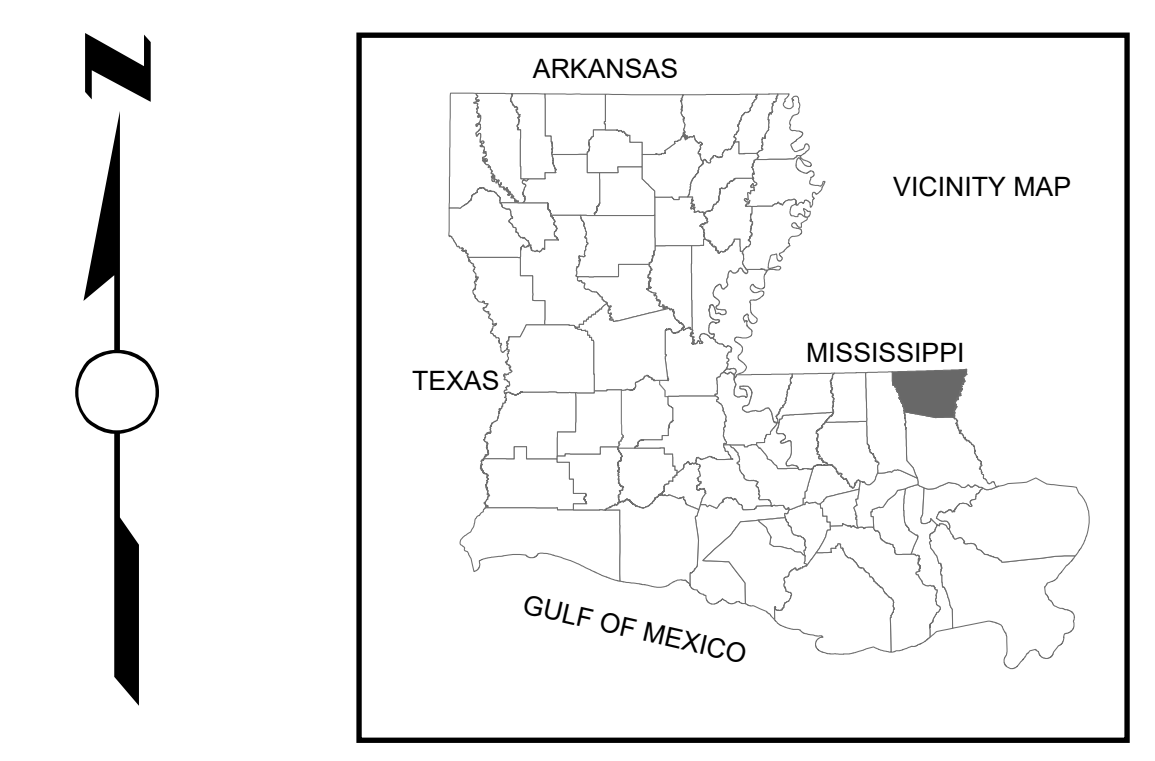 N
ARKANSAS
VICINITY MAP
MISSISSIPPI
TEXAS
GULF OF MEXICO